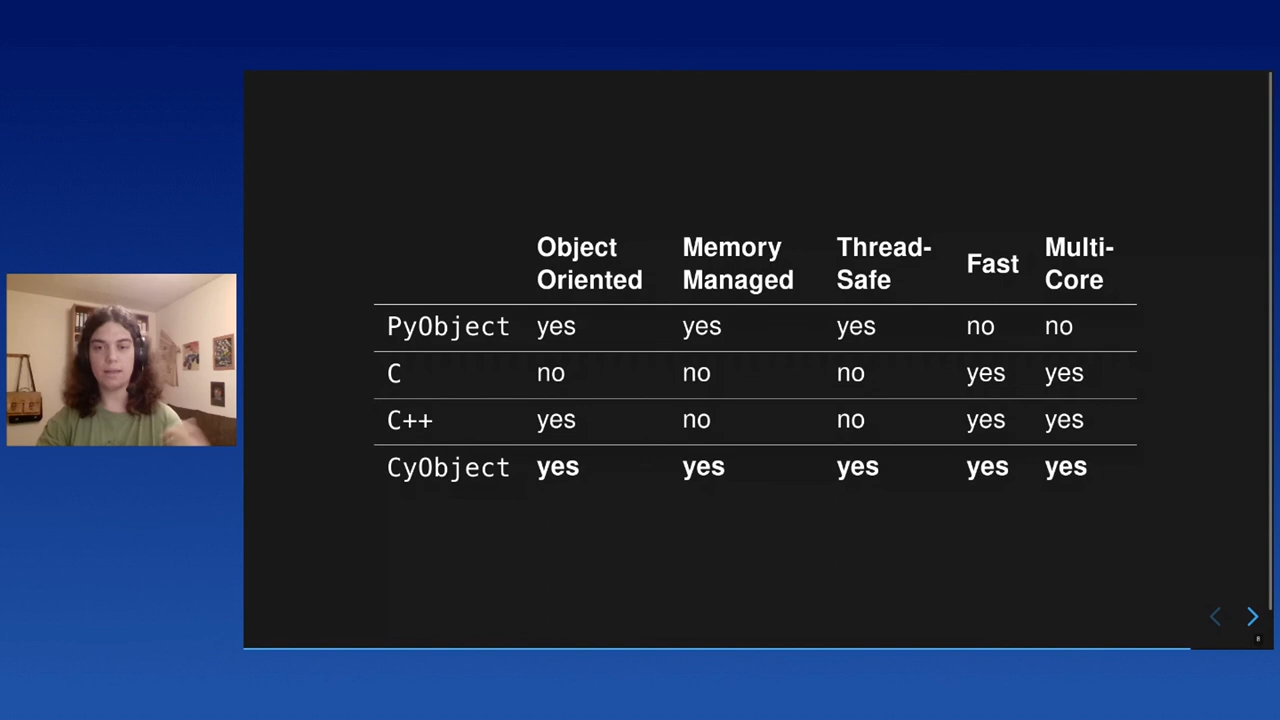 Object Oriented Memory Managed Thread-Safe Fast Multi-Core
PyObject yes yes yes no no
C no no no yes yes
C++ yes no no yes yes
CyObject yes yes yes yes yes
8